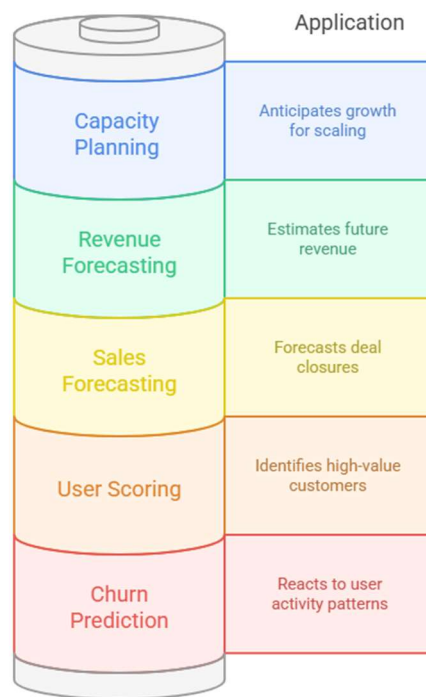 Application
Capacity
Planning
Anticipates growth
for scaling
Revenue
Forecasting
Estimates future
revenue
Sales
Forecasting
Forecasts deal
closures
User Scoring
Identifies high-value
customers
Churn
Prediction
Reacts to user
activity patterns